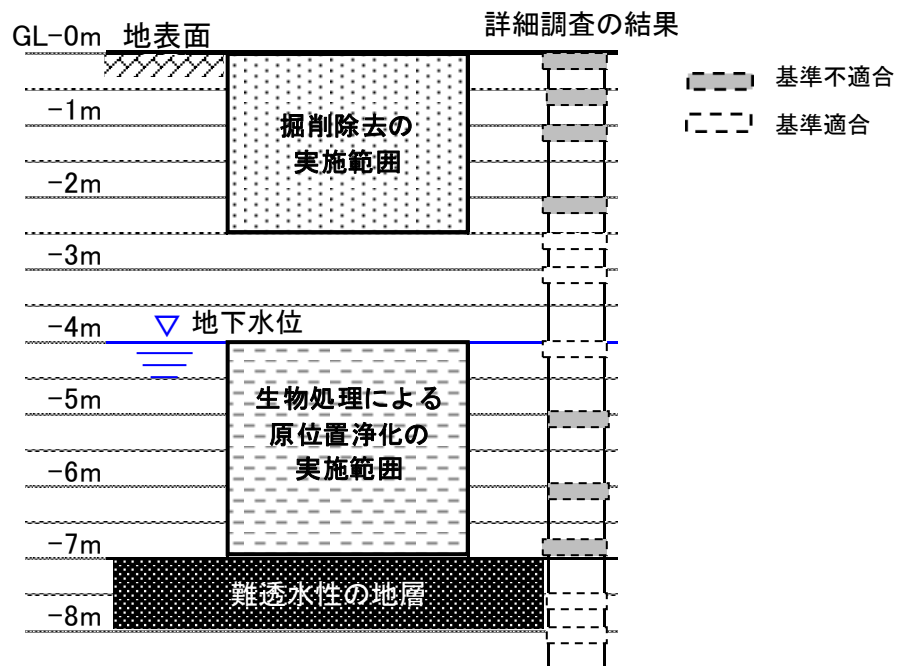 詳細調査の結果
GL-0m
地表面
基準不適合
-1m
掘削除去の
実施範囲
基準適合
-2m
-3m
-4m
地下水位
-5m
生物処理による
原位置浄化の
実施範囲
-6m
-7m
難透水性の地層
-8m